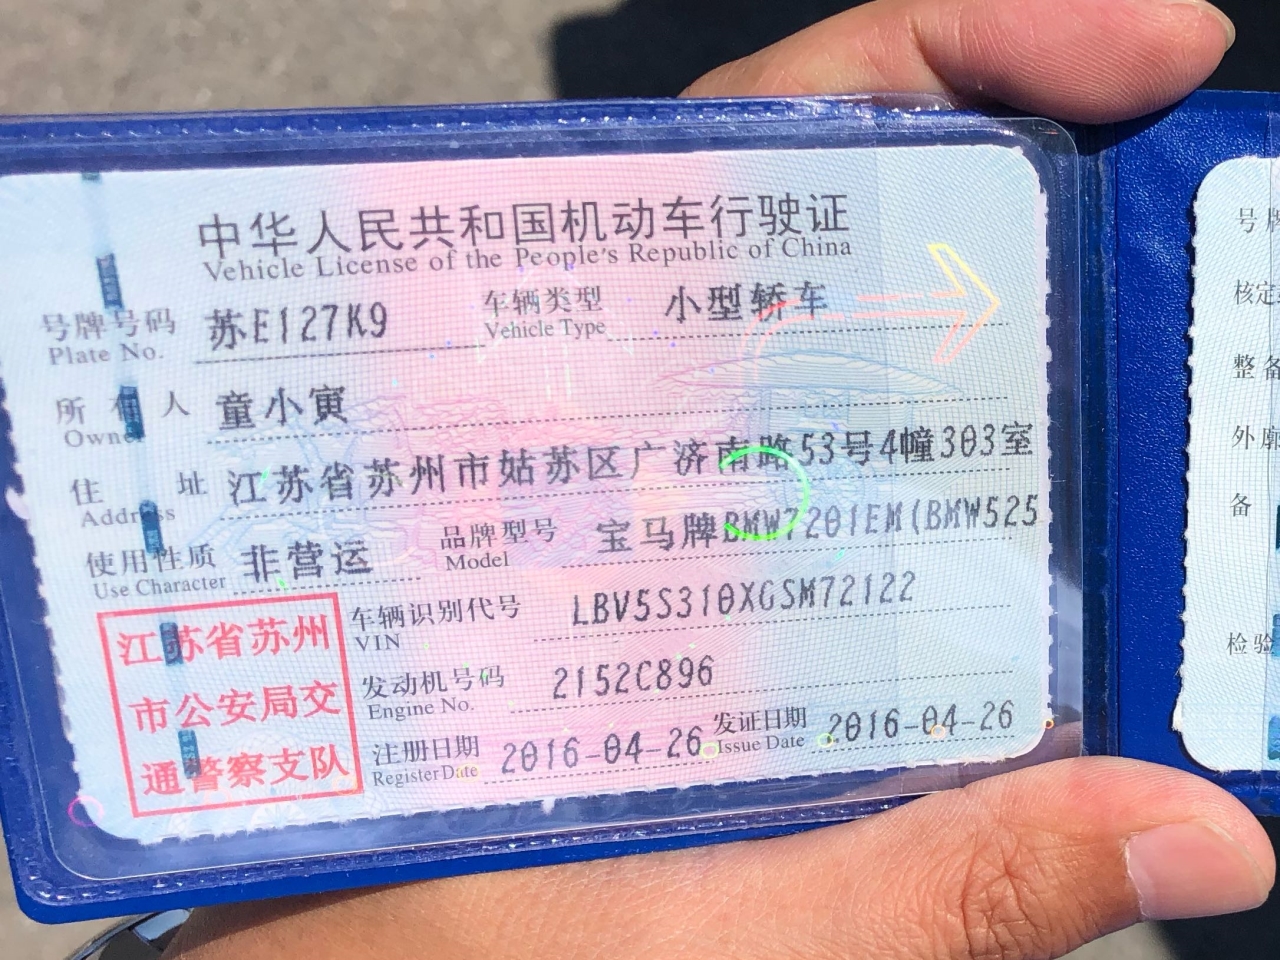 中华人民共和国机动车行驶证
Vehicle License of the People's Republic of China
号牌号码 苏E127K9 车辆类型 小型轿车
Plate No. Vehicle Type
所有人 童小寅
Owner
住址 江苏省苏州市姑苏区广济南路53号4幢303室
Address
使用性质 非营运 品牌型号 宝马牌BMW7201EM(BMW525
Use Character Model
江苏省苏州
市公安局交
通警察支队
车辆识别代号 LBV5S310XGSM72122
VIN
发动机号码 2152C896
Engine No.
注册日期 2016-04-26 发证日期 2016-04-26
Register Date Issue Date
号牌
核定
整备
外廓
备
检验